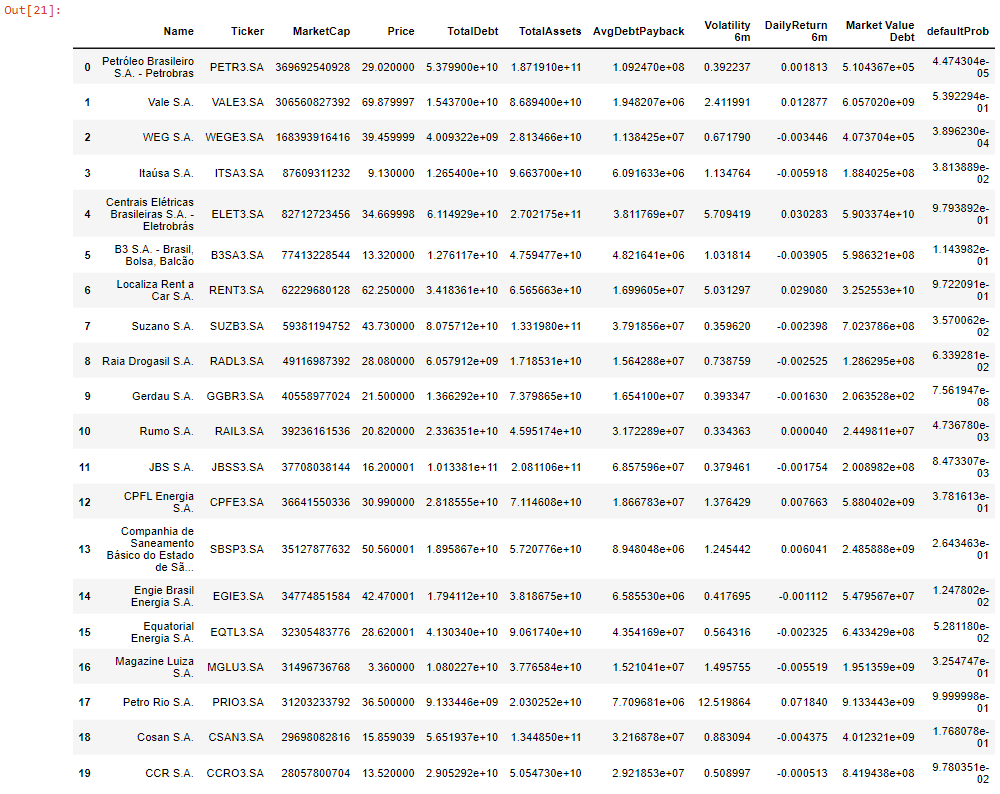 Out[21]:
Name Ticker MarketCap Price TotalDebt TotalAssets AvgDebtPayback Volatility 6m DailyReturn 6m Market Value Debt defaultProb
0 Petróleo Brasileiro S.A. - Petrobras PETR3.SA 369692540928 29.020000 5.379900e+10 1.871910e+11 1.092470e+08 0.392237 0.001813 5.104367e+05 4.474304e-05
1 Vale S.A. VALE3.SA 306560827392 69.879997 1.543700e+10 8.689400e+10 1.948207e+06 2.411991 0.012877 6.057020e+09 5.392294e-01
2 WEG S.A. WEGE3.SA 168393916416 39.459999 4.009322e+09 2.813466e+10 1.138425e+07 0.671790 -0.003446 4.073704e+05 3.896230e-04
3 Itaúsa S.A. ITSA3.SA 87609311232 9.130000 1.265400e+10 9.663700e+10 6.091633e+06 1.134764 -0.005918 1.884025e+08 3.813889e-02
4 Centrais Elétricas Brasileiras S.A. - Eletrobrás ELET3.SA 82712723456 34.669998 6.114929e+10 2.702175e+11 3.811769e+07 5.709419 0.030283 5.903374e+10 9.793892e-01
5 B3 S.A. - Brasil, Bolsa, Balcão B3SA3.SA 77413228544 13.320000 1.276117e+10 4.759477e+10 4.821641e+06 1.031814 -0.003905 5.986321e+08 1.143982e-01
6 Localiza Rent a Car S.A. RENT3.SA 62229680128 62.250000 3.418361e+10 6.565663e+10 1.699605e+07 5.031297 0.029080 3.252553e+10 9.722091e-01
7 Suzano S.A. SUZB3.SA 59381194752 43.730000 8.075712e+10 1.331980e+11 3.791856e+07 0.359620 -0.002398 7.023786e+08 3.570062e-02
8 Raia Drogasil S.A. RADL3.SA 49116987392 28.080000 6.057912e+09 1.718531e+10 1.564288e+07 0.738759 -0.002525 1.286295e+08 6.339281e-02
9 Gerdau S.A. GGBR3.SA 40558977024 21.500000 1.366292e+10 7.379865e+10 1.654100e+07 0.393347 -0.001630 2.063528e+02 7.561947e-08
10 Rumo S.A. RAIL3.SA 39236161536 20.820000 2.336351e+10 4.595174e+10 3.172289e+07 0.334363 0.000040 2.449811e+07 4.736780e-03
11 JBS S.A. JBSS3.SA 37708038144 16.200001 1.013381e+11 2.081106e+11 6.857596e+07 0.379461 -0.001754 2.008982e+08 8.473307e-03
12 CPFL Energia S.A. CPFE3.SA 36641550336 30.990000 2.818555e+10 7.114608e+10 1.866783e+07 1.376429 0.007663 5.880402e+09 3.781613e-01
13 Companhia de Saneamento Básico do Estado de Sã... SBSP3.SA 35127877632 50.560001 1.895867e+10 5.720776e+10 8.948048e+06 1.245442 0.006041 2.485888e+09 2.643463e-01
14 Engie Brasil Energia S.A. EGIE3.SA 34774851584 42.470001 1.794112e+10 3.818675e+10 6.585530e+06 0.417695 -0.001112 5.479567e+07 1.247802e-02
15 Equatorial Energia S.A. EQTL3.SA 32305483776 28.620001 4.130340e+10 9.061740e+10 4.354169e+07 0.564316 -0.002325 6.433429e+08 5.281180e-02
16 Magazine Luiza S.A. MGLU3.SA 31496736768 3.360000 1.080227e+10 3.776584e+10 1.521041e+07 1.495755 -0.005519 1.951359e+09 3.254747e-01
17 Petro Rio S.A. PRIO3.SA 31203233792 36.500000 9.133446e+09 2.030252e+10 7.709681e+06 12.519864 0.071840 9.133443e+09 9.999998e-01
18 Cosan S.A. CSAN3.SA 29698082816 15.859039 5.651937e+10 1.344850e+11 3.216878e+07 0.883094 -0.004375 4.012321e+09 1.768078e-01
19 CCR S.A. CCRO3.SA 28057800704 13.520000 2.905292e+10 5.054730e+10 2.921853e+07 0.508997 -0.000513 8.419438e+08 9.780351e-02